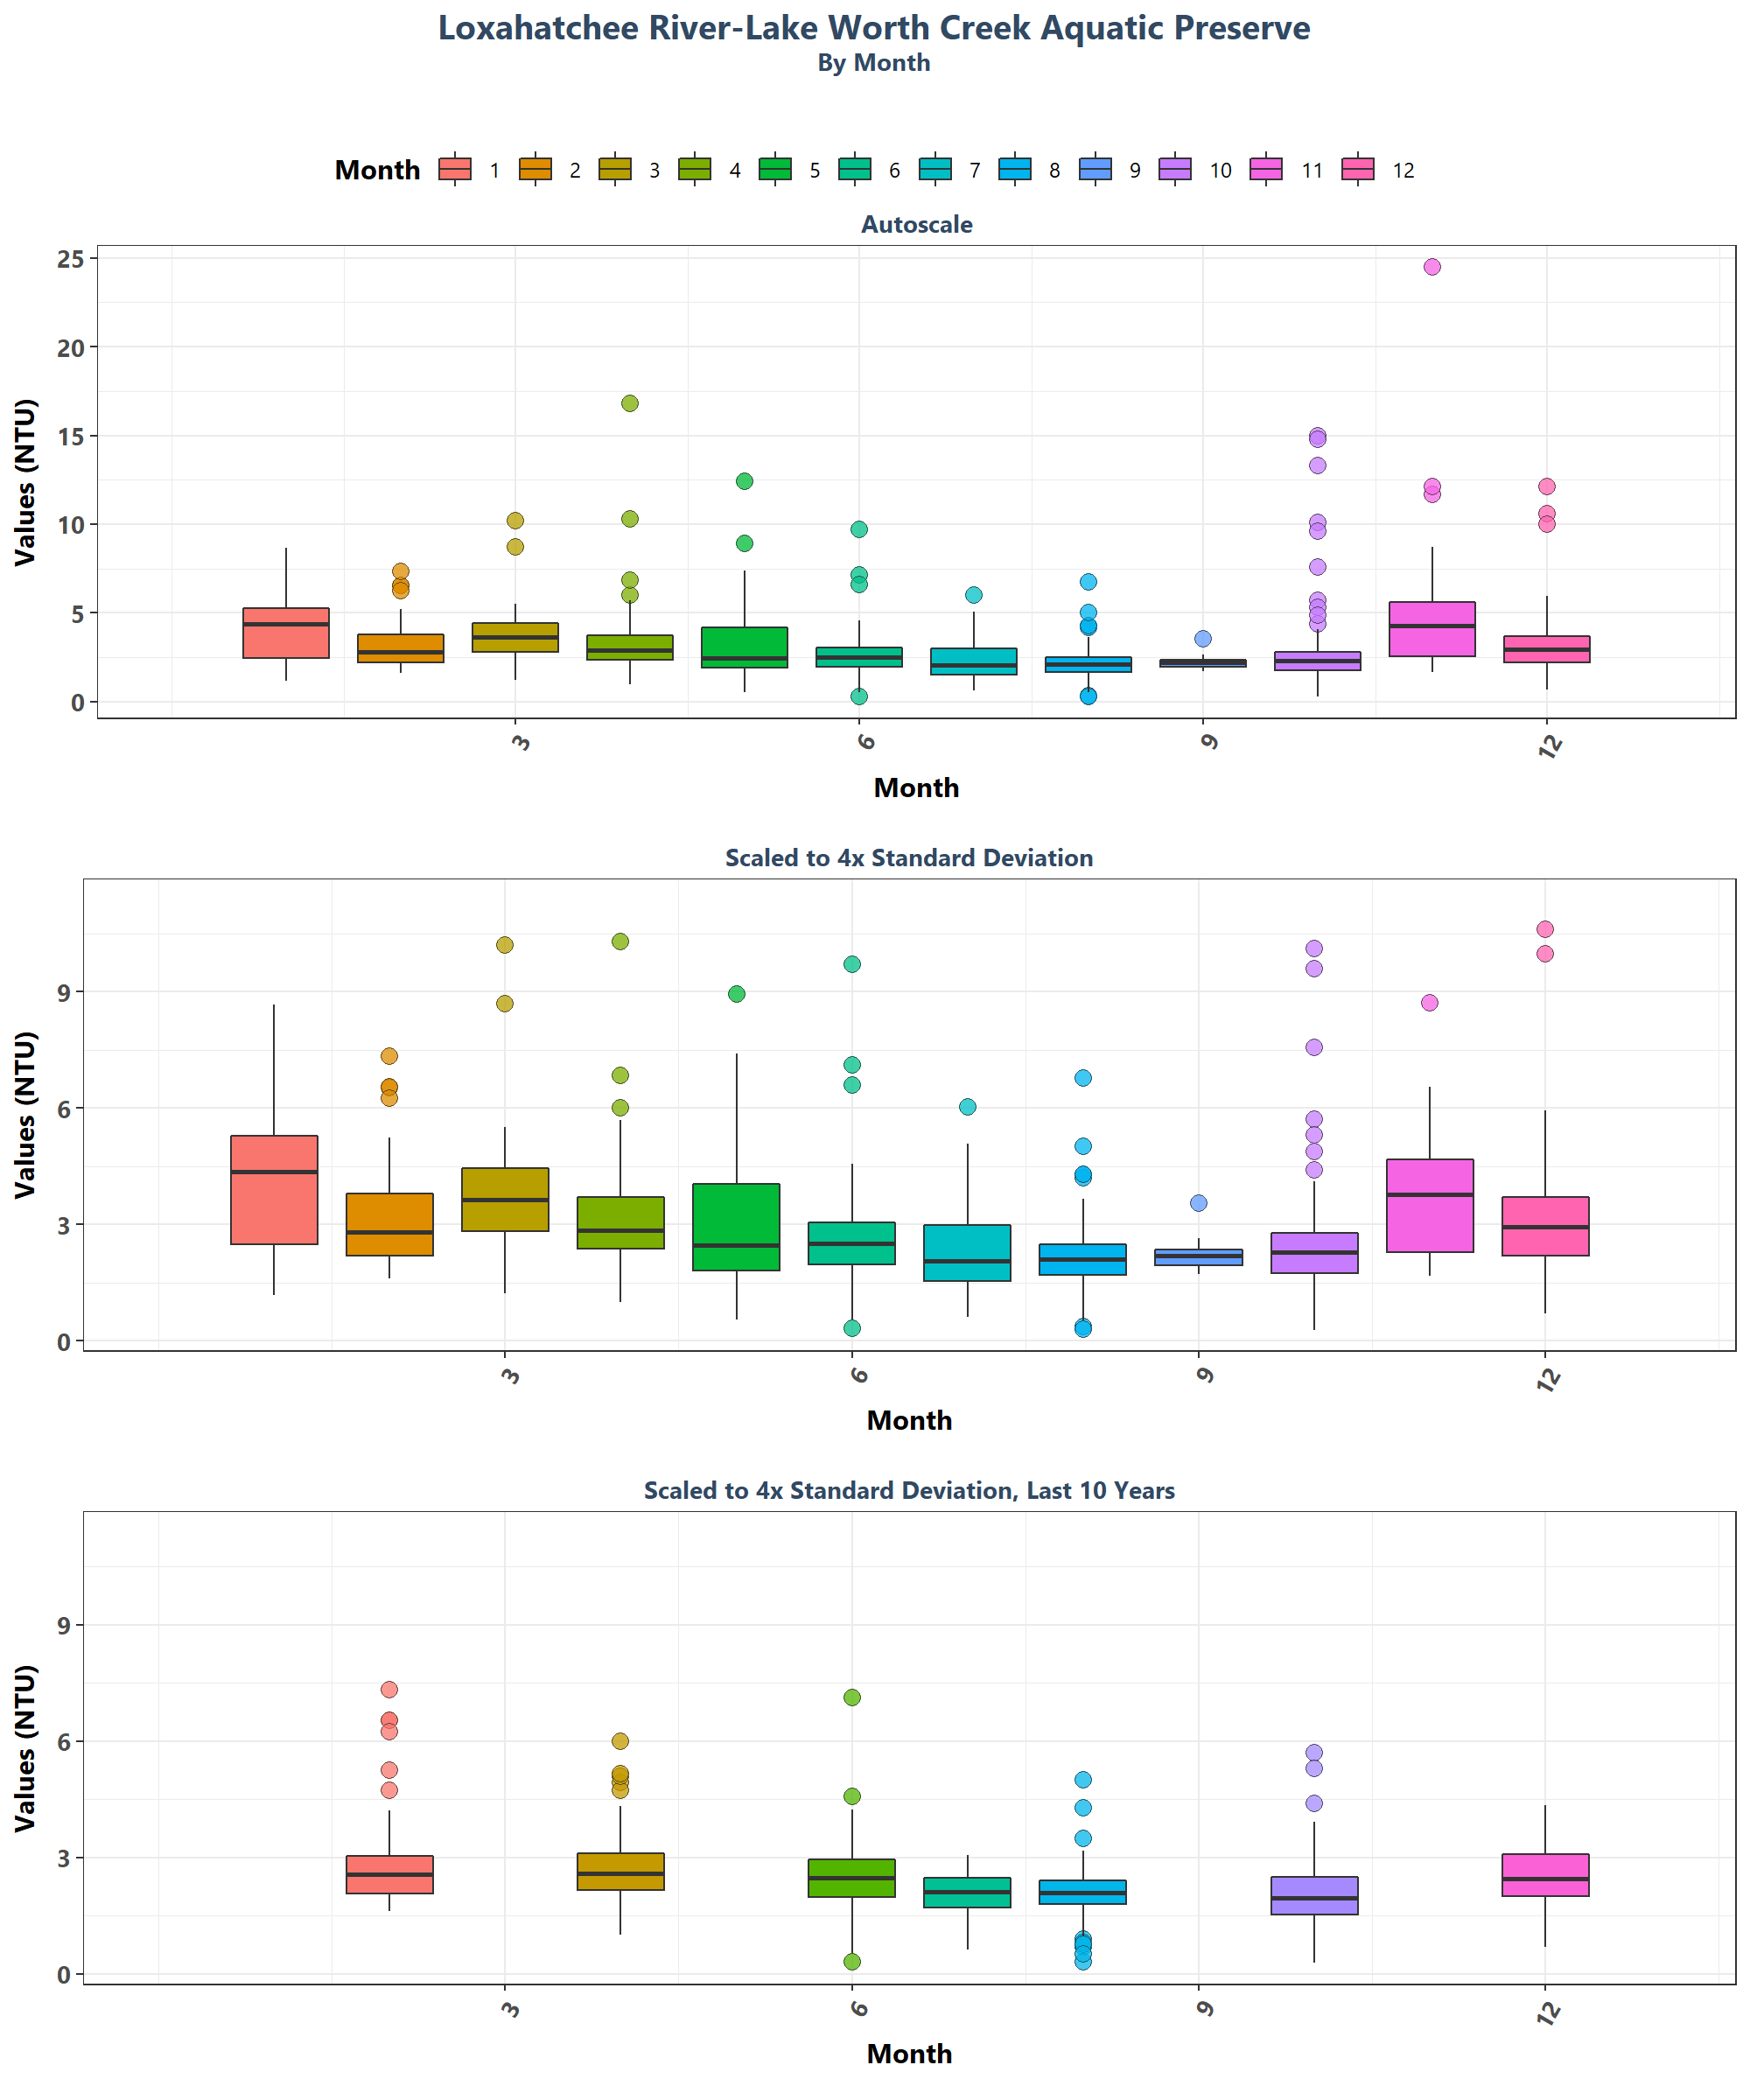 Loxahatchee River-Lake Worth Creek Aquatic Preserve
By Month
Month 1 2 3 4 5 6 7 8 9 10 11 12
Autoscale
Values (NTU)
25
20
15
10
5
0
3 6 9 12
Month
Scaled to 4x Standard Deviation
Values (NTU)
9
6
3
0
3 6 9 12
Month
Scaled to 4x Standard Deviation, Last 10 Years
Values (NTU)
9
6
3
0
3 6 9 12
Month